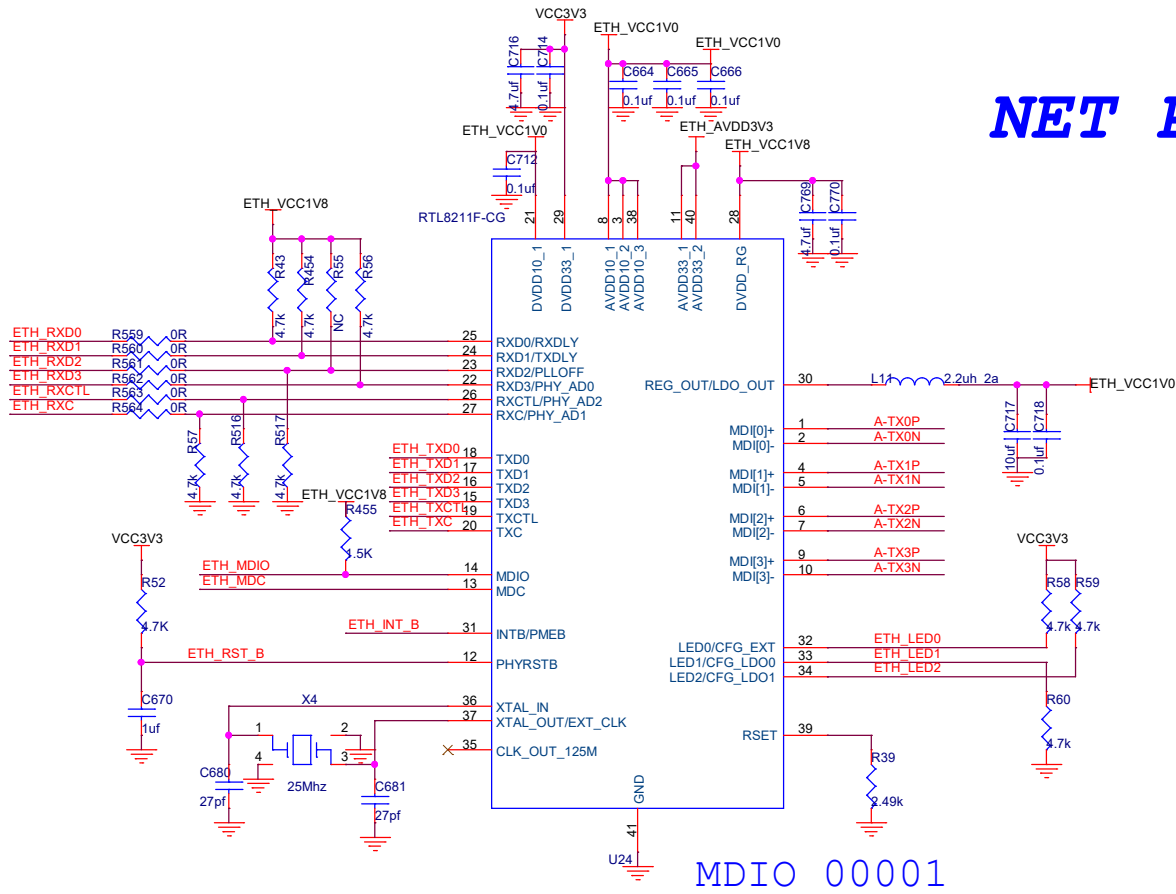 VCC3V3
ETH_VCC1V0
ETH_VCC1V0
C716
4.7uf
C714
0.1uf
C664
0.1uf
C665
0.1uf
C666
0.1uf
NET
ETH_VCC1V0
ETH_AVDD3V3
ETH_VCC1V8
C712
0.1uf
C769
4.7uf
C770
0.1uf
RTL8211F-CG
21
29
8
3
38
11
40
28
DVDD10_1
DVDD33_1
AVDD10_1
AVDD10_2
AVDD10_3
AVDD33_1
AVDD33_2
DVDD_RG
ETH_VCC1V8
R43
4.7k
R454
4.7k
R55
NC
R56
4.7k
ETH_RXD0 R559 0R 25 RXD0/RXDLY
ETH_RXD1 R560 0R 24 RXD1/TXDLY
ETH_RXD2 R561 0R 23 RXD2/PLLOFF
ETH_RXD3 R562 0R 22 RXD3/PHY_AD0
ETH_RXCTL R563 0R 26 RXCTL/PHY_AD2
ETH_RXC R564 0R 27 RXC/PHY_AD1
R57
4.7k
R516
4.7k
R517
4.7k
REG_OUT/LDO_OUT 30 L11 2.2uh_2a ETH_VCC1V0
C717
10uf
C718
0.1uf
MDI[0]+ 1 A-TX0P
MDI[0]- 2 A-TX0N
MDI[1]+ 4 A-TX1P
MDI[1]- 5 A-TX1N
MDI[2]+ 6 A-TX2P
MDI[2]- 7 A-TX2N
MDI[3]+ 9 A-TX3P
MDI[3]- 10 A-TX3N
ETH_TXD0 18 TXD0
ETH_TXD1 17 TXD1
ETH_TXD2 16 TXD2
ETH_TXD3 15 TXD3
ETH_TXCTL 19 TXCTL
ETH_TXC 20 TXC
ETH_VCC1V8
R455
1.5K
ETH_MDIO 14 MDIO
ETH_MDC 13 MDC
VCC3V3
R52
4.7K
ETH_INT_B 31 INTB/PMEB
ETH_RST_B 12 PHYRSTB
C670
1uf
VCC3V3
R58
4.7k
R59
4.7k
LED0/CFG_EXT 32 ETH_LED0
LED1/CFG_LDO0 33 ETH_LED1
LED2/CFG_LDO1 34 ETH_LED2
R60
4.7k
X4
36 XTAL_IN
37 XTAL_OUT/EXT_CLK
35 CLK_OUT_125M
1
2
4
3
25Mhz
C680
27pf
C681
27pf
RSET 39
R39
2.49k
GND
41
U24
MDIO 00001